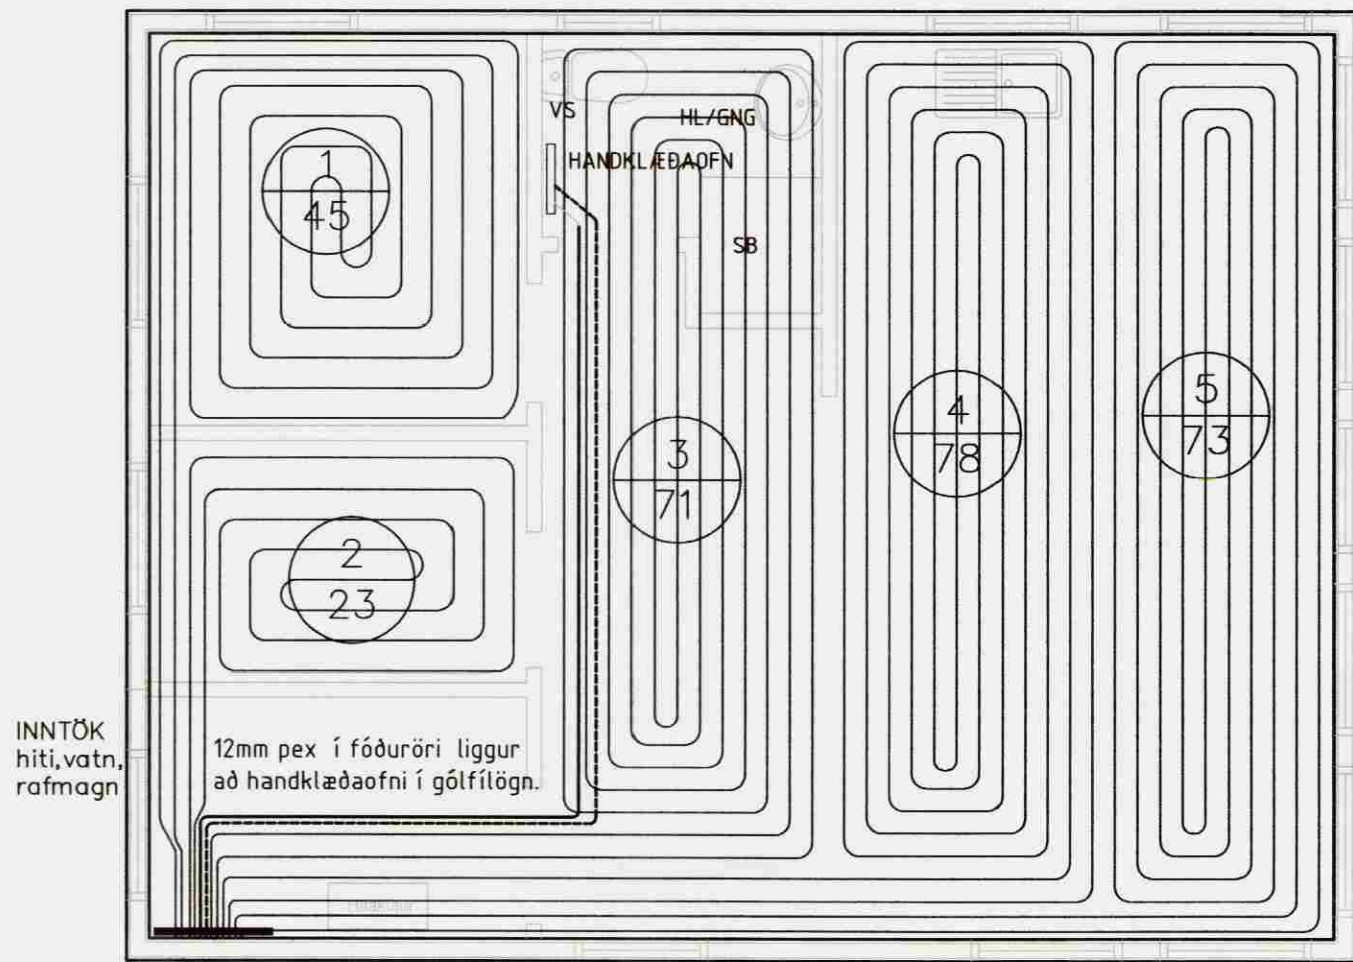 VS
HL/GNG
HANDKLÆÐAOFN
SB
1
45
2
23
3
71
4
78
5
73
INNTÖK
hiti,vatn,
rafmagn
12mm pex í fóðuröri liggur
að handklæðaofni í gólfílögn.